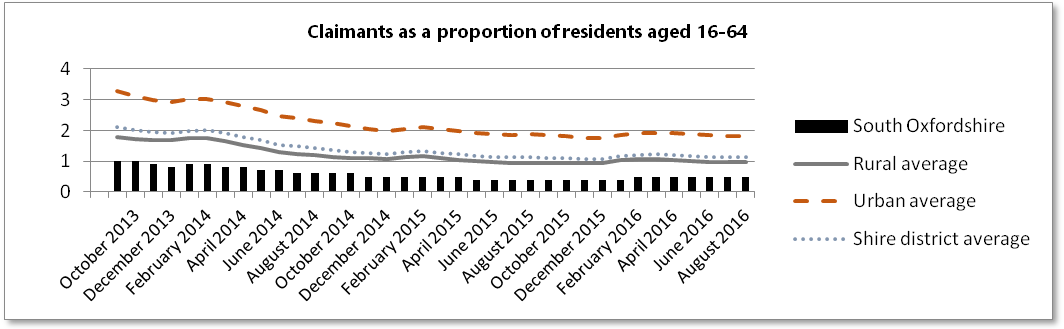 Claimants as a proportion of residents aged 16-64
4
3
2
1
0
October 2013
December 2013
February 2014
April 2014
June 2014
August 2014
October 2014
December 2014
February 2015
April 2015
June 2015
August 2015
October 2015
December 2015
February 2016
April 2016
June 2016
August 2016
South Oxfordshire
Rural average
Urban average
Shire district average